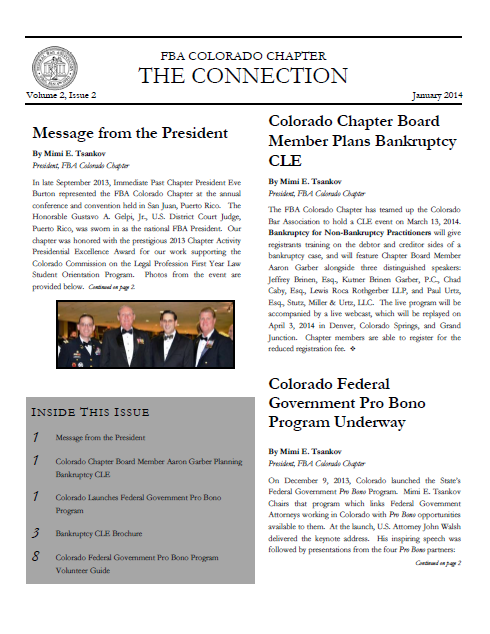 FBA COLORADO CHAPTER
THE CONNECTION
Volume 2, Issue 2
January 2014
Message from the President
By Mimi E. Tsankov
President, FBA Colorado Chapter
In late September 2013, Immediate Past Chapter President Eve
Burton represented the FBA Colorado Chapter at the annual
conference and convention held in San Juan, Puerto Rico. The
Honorable Gustavo A. Gelpi, Jr., U.S. District Court Judge,
Puerto Rico, was sworn in as the national FBA President. Our
chapter was honored with the prestigious 2013 Chapter Activity
Presidential Excellence Award for our work supporting the
Colorado Commission on the Legal Profession First Year Law
Student Orientation Program. Photos from the event are
provided below. Continued on page 2
INSIDE THIS ISSUE
1 Message from the President
1 Colorado Chapter Board Member Aaron Garber Planning
Bankruptcy CLE
1 Colorado Launches Federal Government Pro Bono
Program
3 Bankruptcy CLE Brochure
8 Colorado Federal Government Pro Bono Program
Volunteer Guide
Colorado Chapter Board
Member Plans Bankruptcy
CLE
By Mimi E. Tsankov
President, FBA Colorado Chapter
The FBA Colorado Chapter has teamed up the Colorado
Bar Association to hold a CLE event on March 13, 2014.
Bankruptcy for Non-Bankruptcy Practitioners will give
registrants training on the debtor and creditor sides of a
bankruptcy case, and will feature Chapter Board Member
Aaron Garber alongside three distinguished speakers:
Jeffrey Brinen, Esq., Kutner Brinen Garber, P.C., Chad
Caby, Esq., Lewis Roca Rothgerber LLP, and Paul Urtz,
Esq., Stutz, Miller & Urtz, LLC. The live program will be
accompanied by a live webcast, which will be replayed on
April 3, 2014 in Denver, Colorado Springs, and Grand
Junction. Chapter members are able to register for the
reduced registration fee. ❖
Colorado Federal
Government Pro Bono
Program Underway
By Mimi E. Tsankov
President, FBA Colorado Chapter
On December 9, 2013, Colorado launched the State's
Federal Government Pro Bono Program. Mimi E. Tsankov
Chairs that program which links Federal Government
Attorneys working in Colorado with Pro Bono opportunities
available to them. At the launch, U.S. Attorney John Walsh
delivered the keynote address. His inspiring speech was
followed by presentations from the four Pro Bono partners:
Continued on page 2